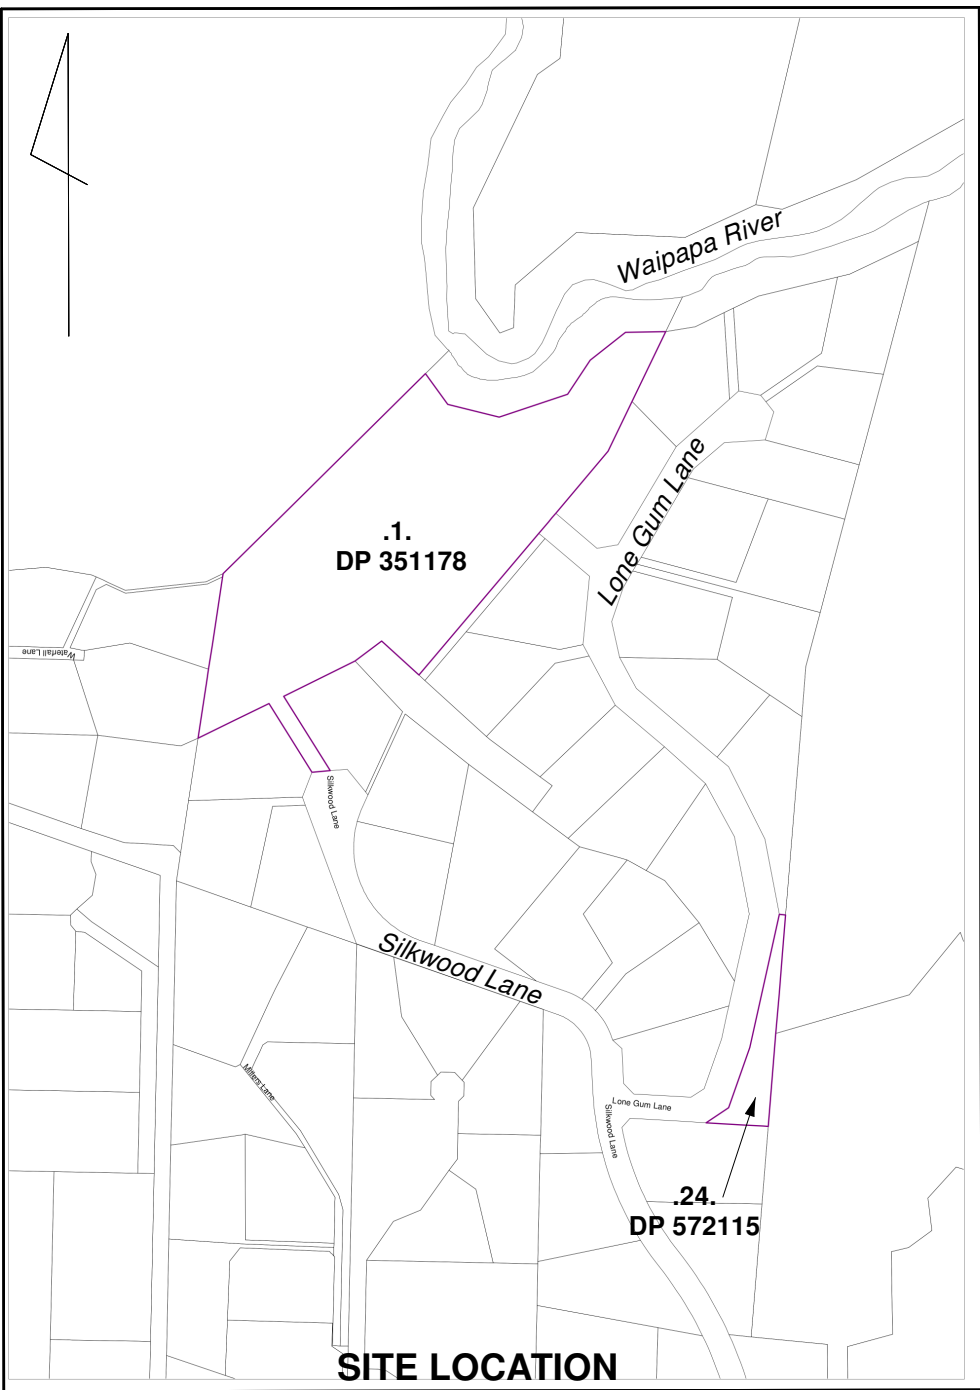 Waipapa River
Lone Gum Lane
.1.
DP 351178
Waterfall Lane
Silkwood Lane
Silkwood Lane
Millers Lane
Lone Gum Lane
Silkwood Lane
.24.
DP 572115
SITE LOCATION